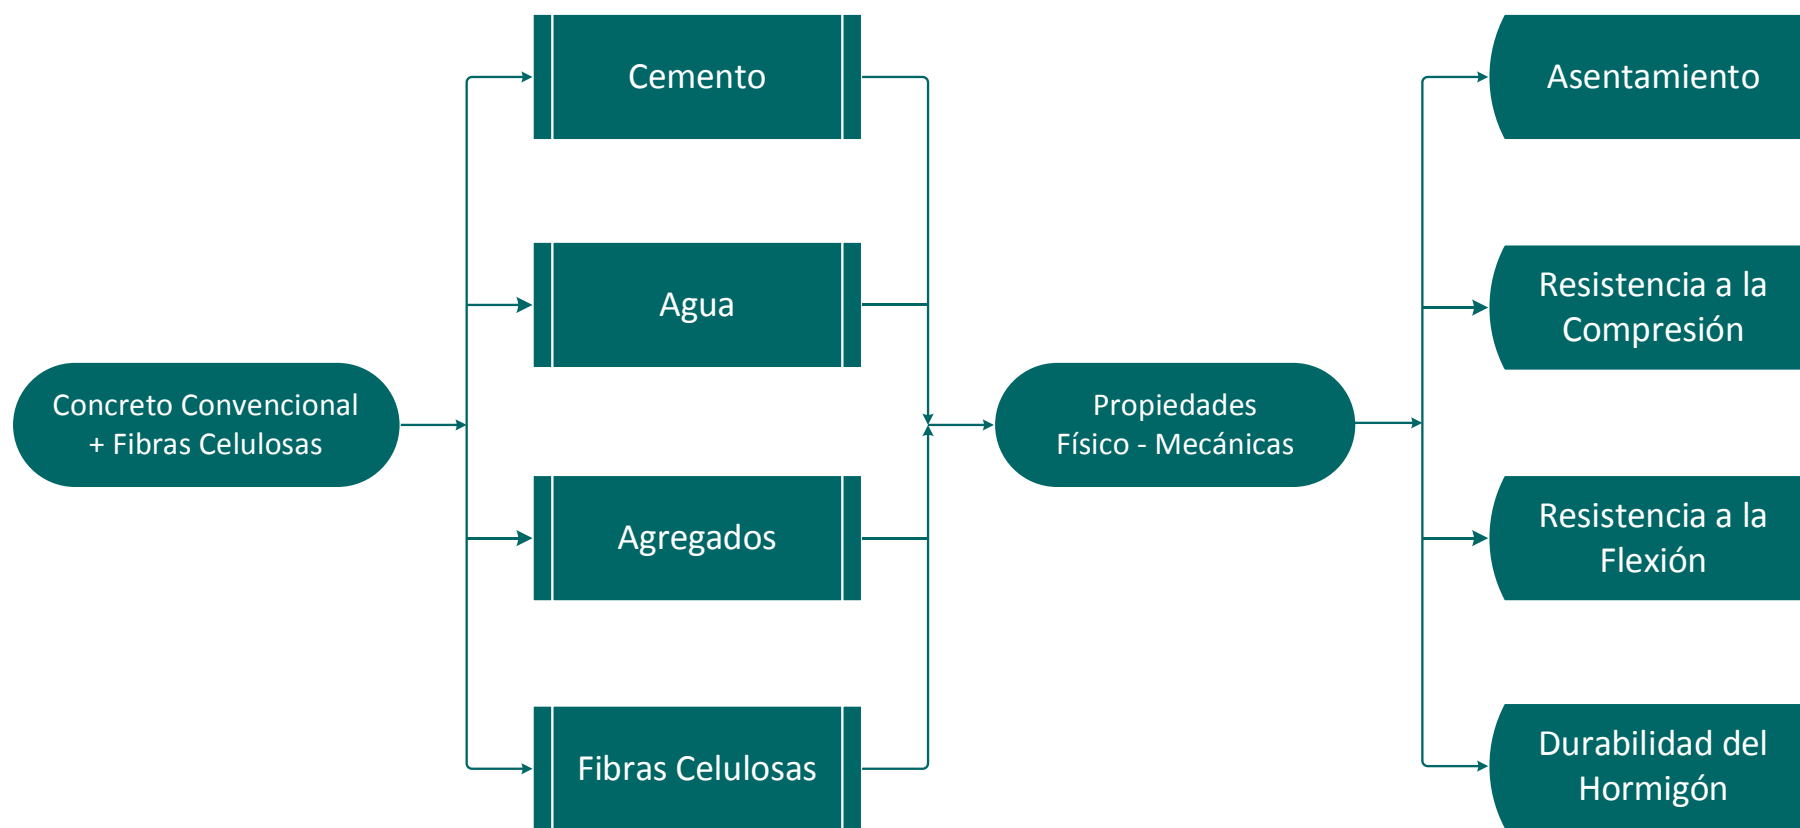 Concreto Convencional
+ Fibras Celulosas
Cemento
Agua
Agregados
Fibras Celulosas
Propiedades
Físico - Mecánicas
Asentamiento
Resistencia a la
Compresión
Resistencia a la
Flexión
Durabilidad del
Hormigón